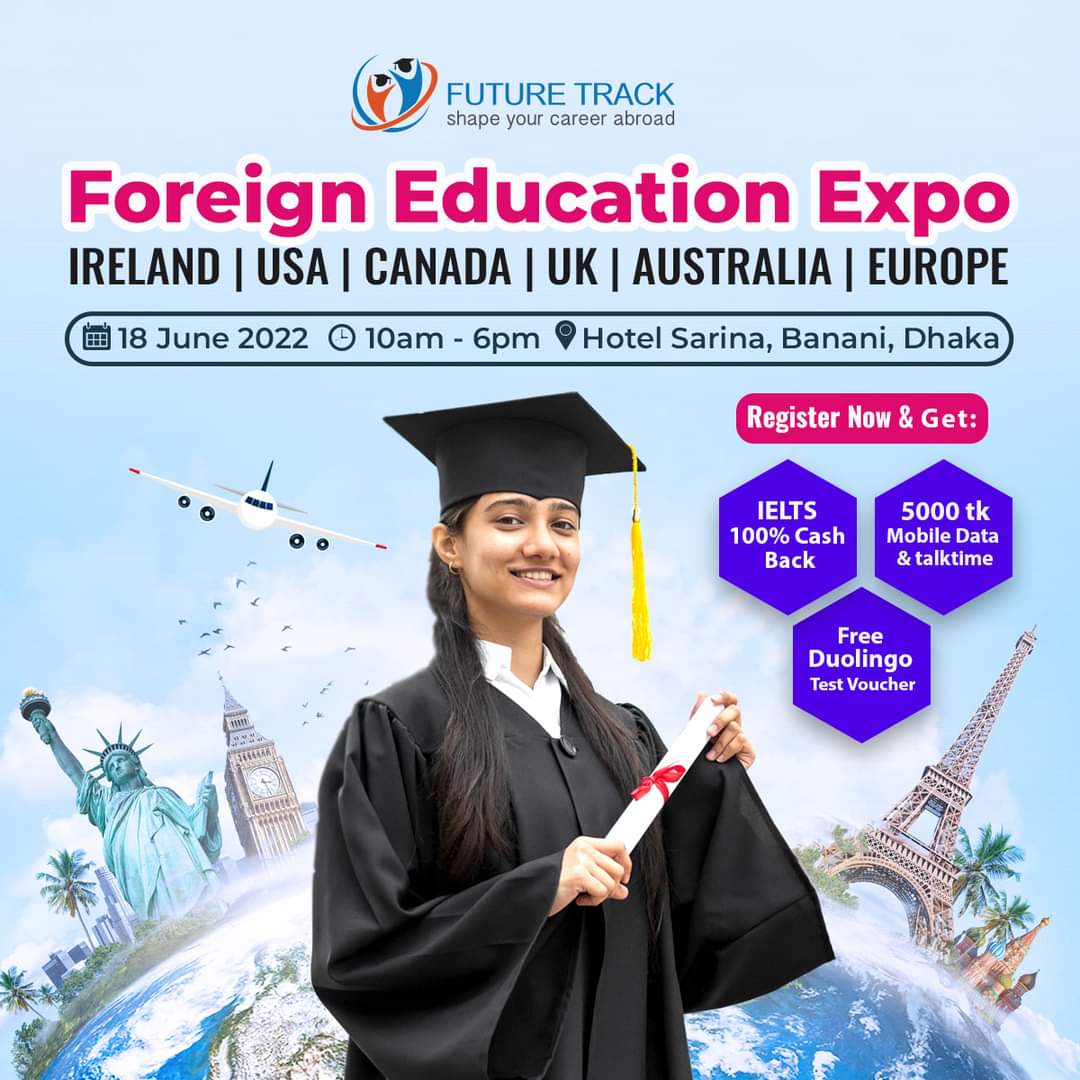 FUTURE TRACK
shape your career abroad
Foreign Education Expo
IRELAND | USA | CANADA | UK | AUSTRALIA | EUROPE
18 June 2022 10am - 6pm Hotel Sarina, Banani, Dhaka
Register Now & Get:
IELTS
100% Cash
Back
5000 tk
Mobile Data
& talktime
Free
Duolingo
Test Voucher